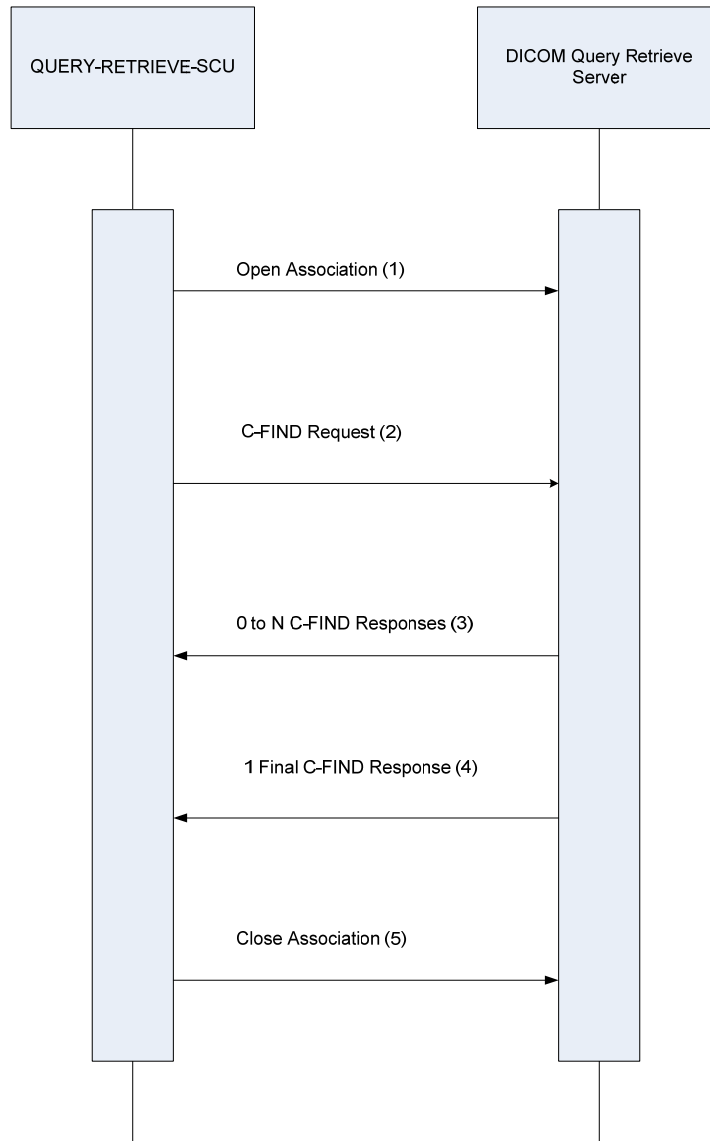 QUERY-RETRIEVE-SCU
DICOM Query Retrieve
Server
Open Association (1)
C-FIND Request (2)
0 to N C-FIND Responses (3)
1 Final C-FIND Response (4)
Close Association (5)